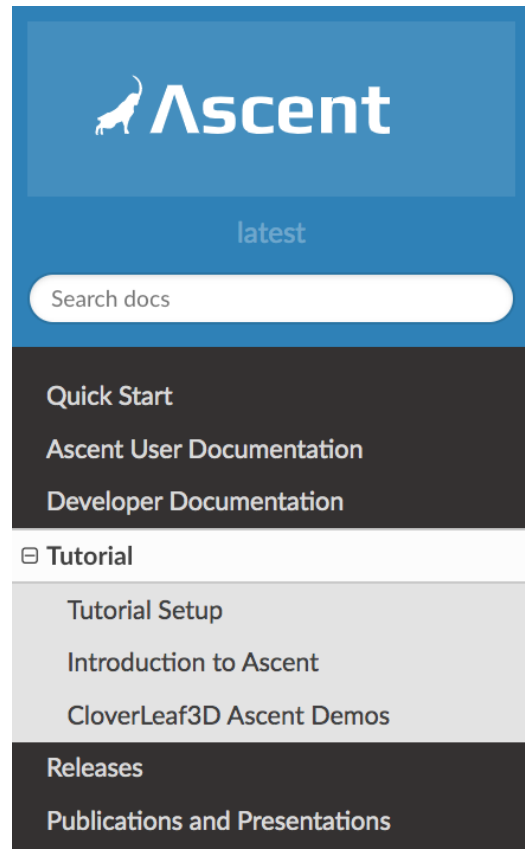 Ascent
latest
Search docs
Quick Start
Ascent User Documentation
Developer Documentation
Tutorial
Tutorial Setup
Introduction to Ascent
CloverLeaf3D Ascent Demos
Releases
Publications and Presentations